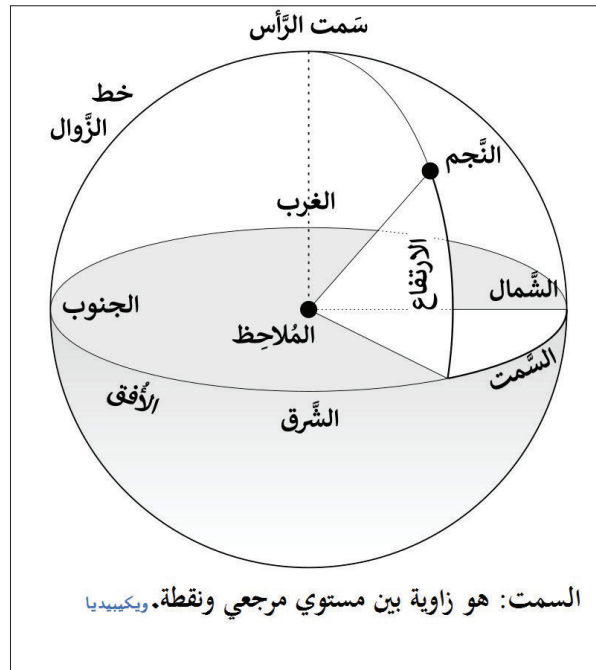 سَمت الرَّأس
خط
الزَّوال
النَّجم
الغرب
الارتفاع
الشَّمال
الجنوب
المُلاحِظ
السَّمت
الأُفق
الشَّرق
السمت: هو زاوية بين مستوي مرجعي ونقطة. ويكيبيديا